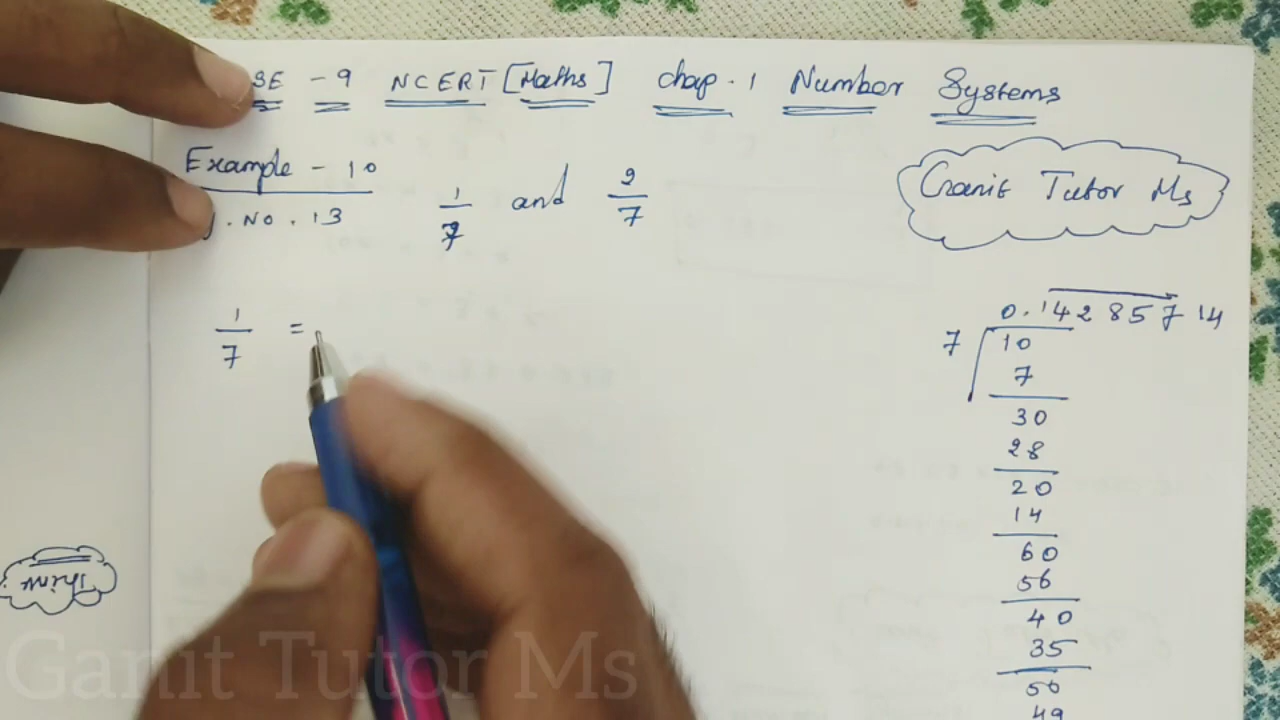 SE - 9 NCERT [Maths] Chap. 1 Number Systems
Example - 10
. No . 13
1/7 and 2/7
Ganit Tutor Ms
1/7 =
0.142857 14
7 10
7
30
28
20
14
60
56
40
35
50
49
Think
Ganit Tutor Ms